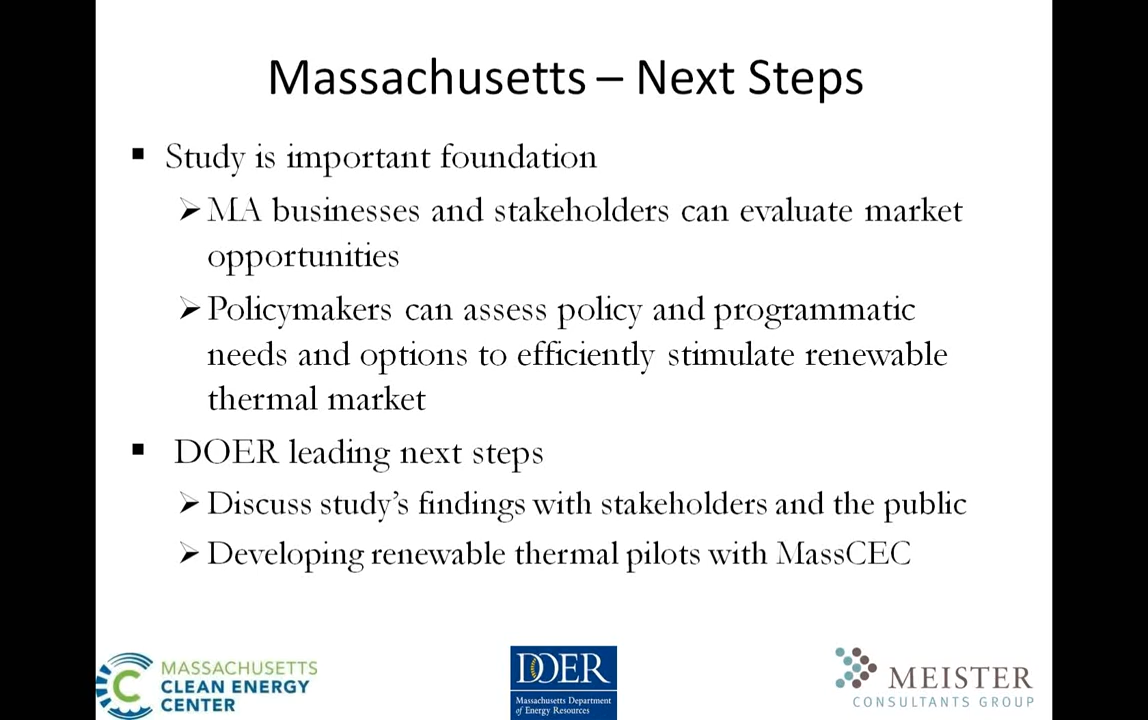 Massachusetts – Next Steps
▪ Study is important foundation
➢ MA businesses and stakeholders can evaluate market
opportunities
➢ Policymakers can assess policy and programmatic
needs and options to efficiently stimulate renewable
thermal market
▪ DOER leading next steps
➢ Discuss study’s findings with stakeholders and the public
➢ Developing renewable thermal pilots with MassCEC
MASSACHUSETTS
CLEAN ENERGY
CENTER
DOER
Massachusetts Department
of Energy Resources
MEISTER
CONSULTANTS GROUP